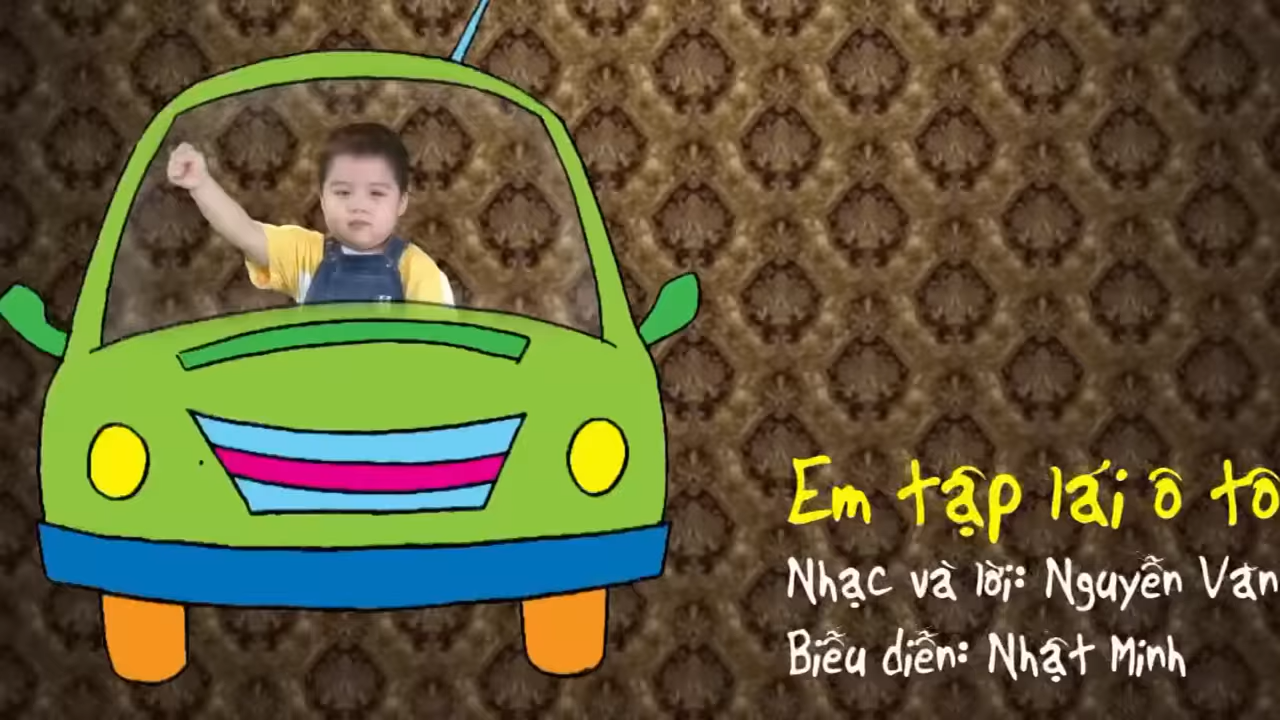 Em tập lái ô tô
Nhạc và lời: Nguyễn Văn
Biểu diễn: Nhật Minh